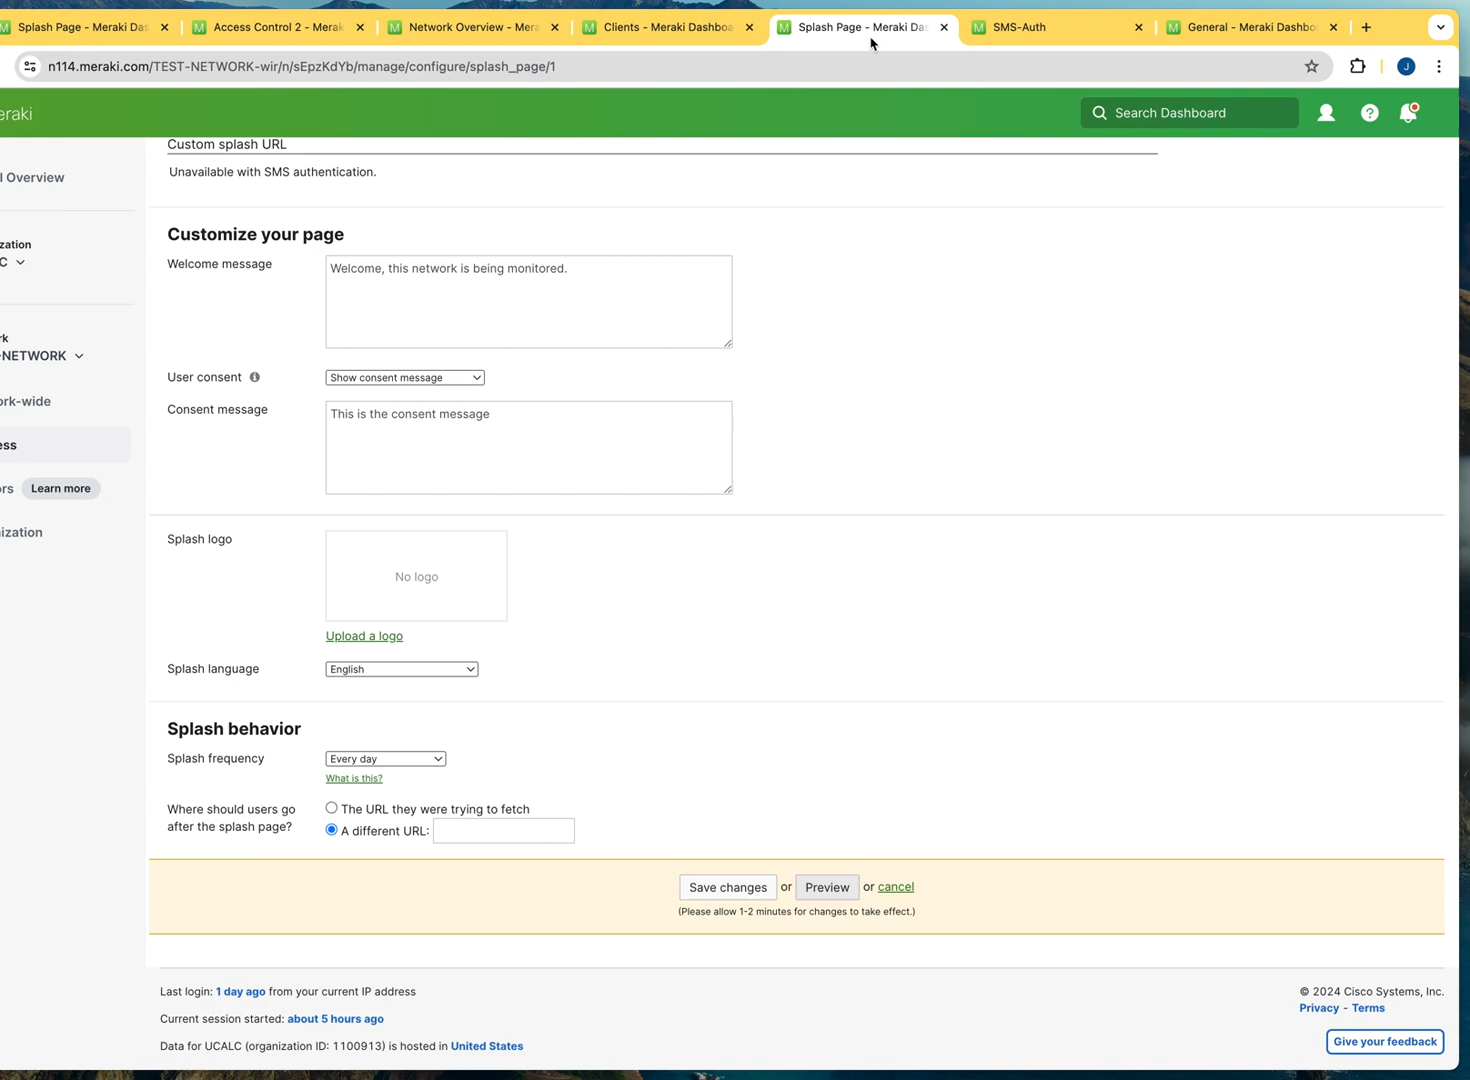 Splash Page - Meraki Das
Access Control 2 - Merak
Network Overview - Mera
Clients - Meraki Dashboa
Splash Page - Meraki Das
SMS-Auth
General - Meraki Dashbo
n114.meraki.com/TEST-NETWORK-wir/n/sEpzKdYb/manage/configure/splash_page/1
J
eraki
Search Dashboard
l Overview
zation
C
rk
-NETWORK
ork-wide
ess
ors Learn more
ization
Custom splash URL
Unavailable with SMS authentication.
Customize your page
Welcome message
Welcome, this network is being monitored.
User consent
Show consent message
Consent message
This is the consent message
Splash logo
No logo
Upload a logo
Splash language
English
Splash behavior
Splash frequency
Every day
What is this?
Where should users go
after the splash page?
The URL they were trying to fetch
A different URL:
Save changes or Preview or cancel
(Please allow 1-2 minutes for changes to take effect.)
Last login: 1 day ago from your current IP address
Current session started: about 5 hours ago
Data for UCALC (organization ID: 1100913) is hosted in United States
© 2024 Cisco Systems, Inc.
Privacy - Terms
Give your feedback